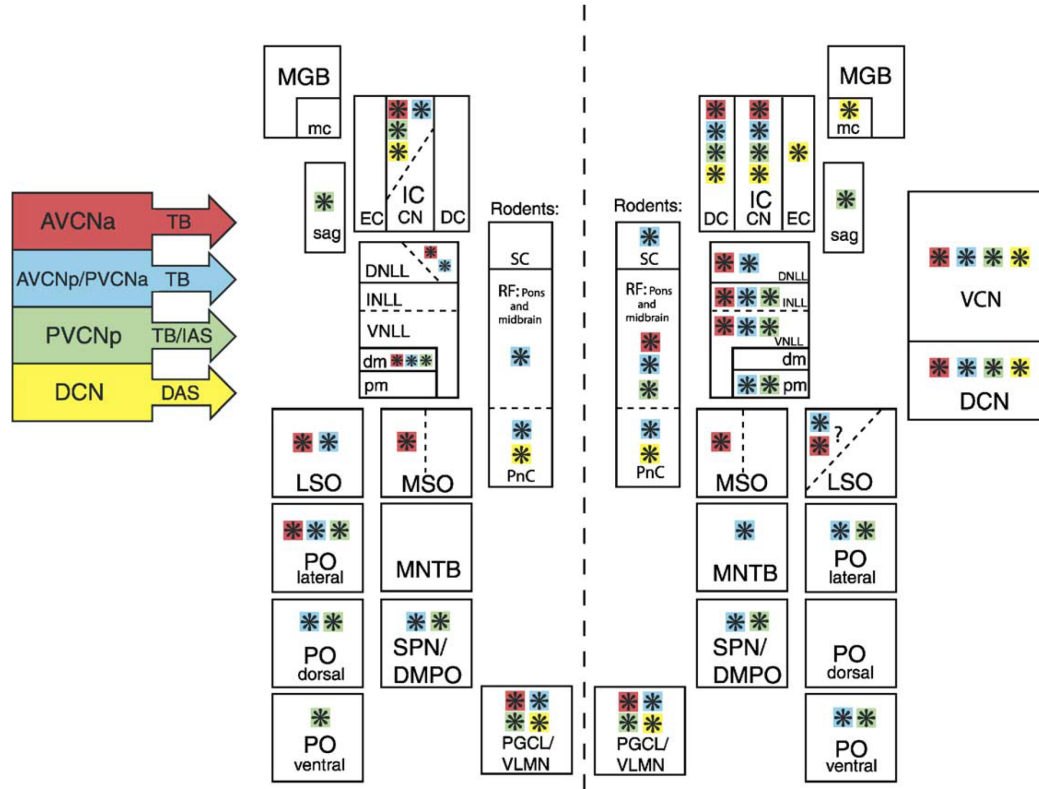 AVCNa TB
AVCNp/PVCNa TB
PVCNp TB/IAS
DCN DAS
MGB
mc
sag
IC
EC CN DC
Rodents:
SC
RF: Pons
and
midbrain
PnC
DNLL
INLL
VNLL
dm
pm
LSO
MSO
PO
lateral
MNTB
PO
dorsal
SPN/
DMPO
PO
ventral
PGCL/
VLMN
Rodents:
SC
RF: Pons
and
midbrain
PnC
IC
DC CN EC
MGB
mc
sag
DNLL
INLL
VNLL
dm
pm
VCN
DCN
MSO
?
LSO
MNTB
PO
lateral
SPN/
DMPO
PO
dorsal
PGCL/
VLMN
PO
ventral